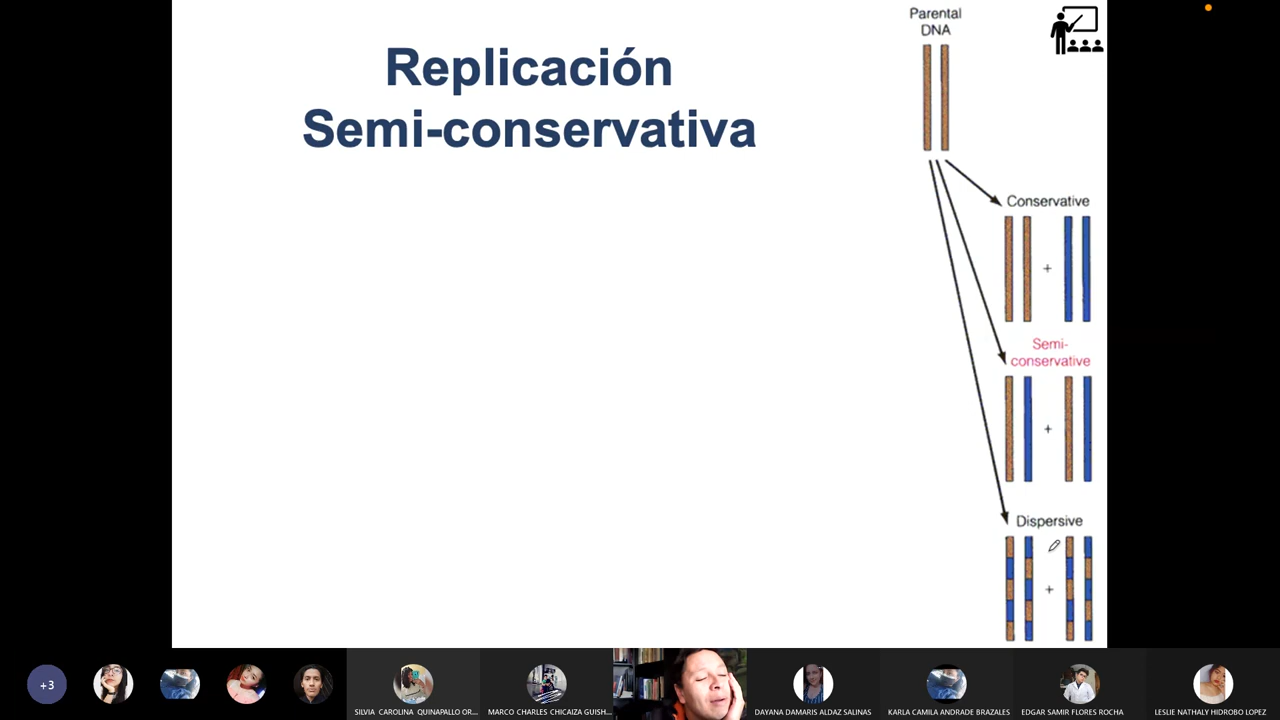 Replicación
Semi-conservativa
Parental
DNA
Conservative
+
Semi-
conservative
+
Dispersive
+
+3
SILVIA CAROLINA QUINAPALLO OR...
MARCO CHARLES CHICAIZA GUISH...
DAYANA DAMARIS ALDAZ SALINAS
KARLA CAMILA ANDRADE BRAZALES
EDGAR SAMIR FLORES ROCHA
LESLIE NATHALY HIDROBO LOPEZ